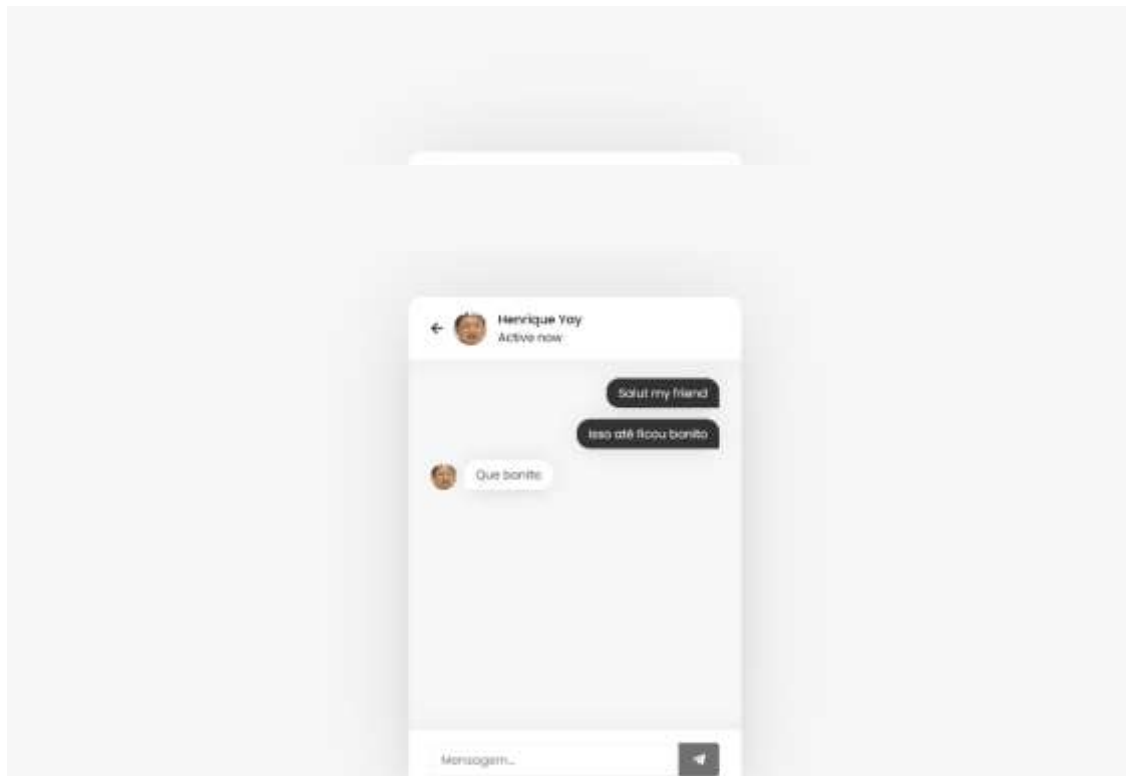 Henrique Yay
Active now
Salut my friend
Isso até ficou bonito
Que bonito
Mensagem...